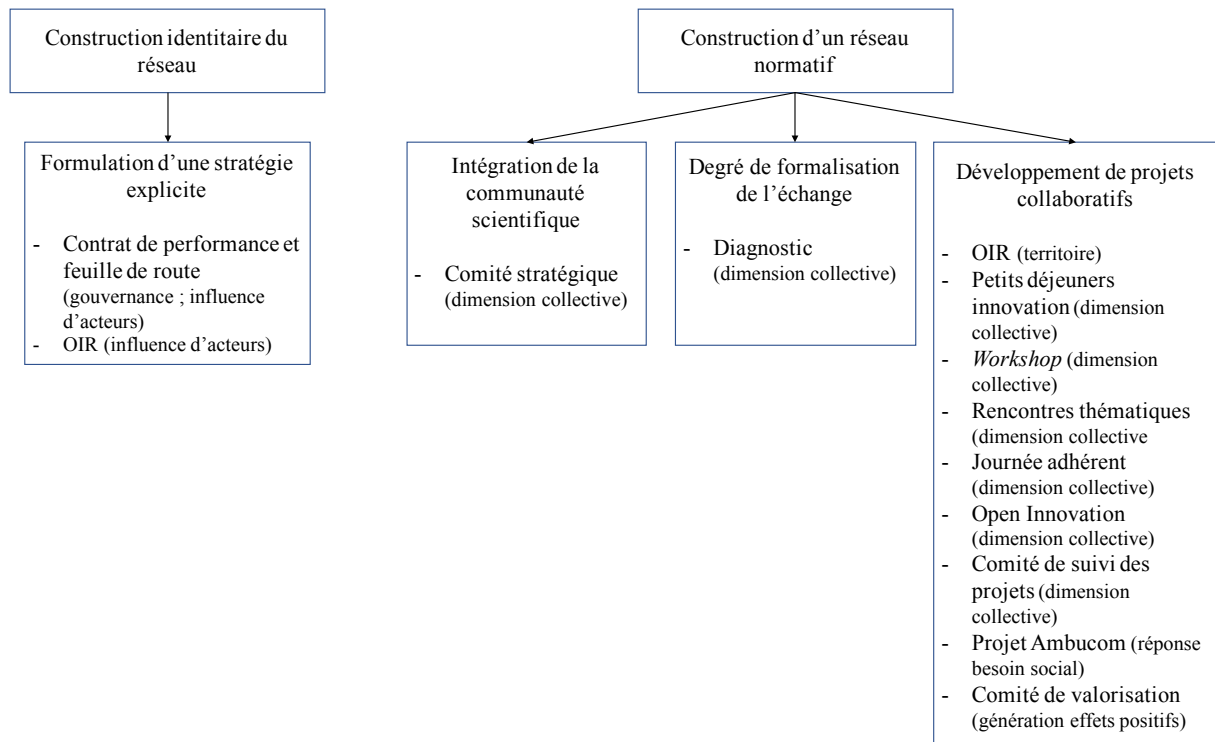 Construction identitaire du
réseau
Construction d'un réseau
normatif
Formulation d'une stratégie
explicite
- Contrat de performance et
feuille de route
(gouvernance ; influence
d'acteurs)
- OIR (influence d'acteurs)
Intégration de la
communauté
scientifique
- Comité stratégique
(dimension collective)
Degré de formalisation
de l'échange
- Diagnostic
(dimension collective)
Développement de projets
collaboratifs
- OIR (territoire)
- Petits déjeuners
innovation (dimension
collective)
- Workshop (dimension
collective)
- Rencontres thématiques
(dimension collective
- Journée adhérent
(dimension collective)
- Open Innovation
(dimension collective)
- Comité de suivi des
projets (dimension
collective)
- Projet Ambucom (réponse
besoin social)
- Comité de valorisation
(génération effets positifs)